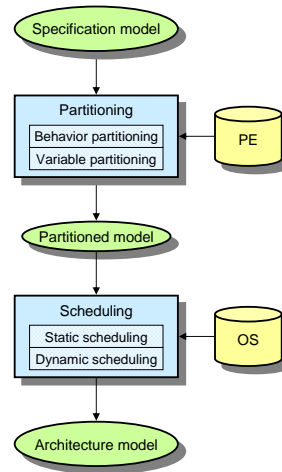 Specification model
Partitioning
Behavior partitioning
Variable partitioning
PE
Partitioned model
Scheduling
Static scheduling
Dynamic scheduling
OS
Architecture model